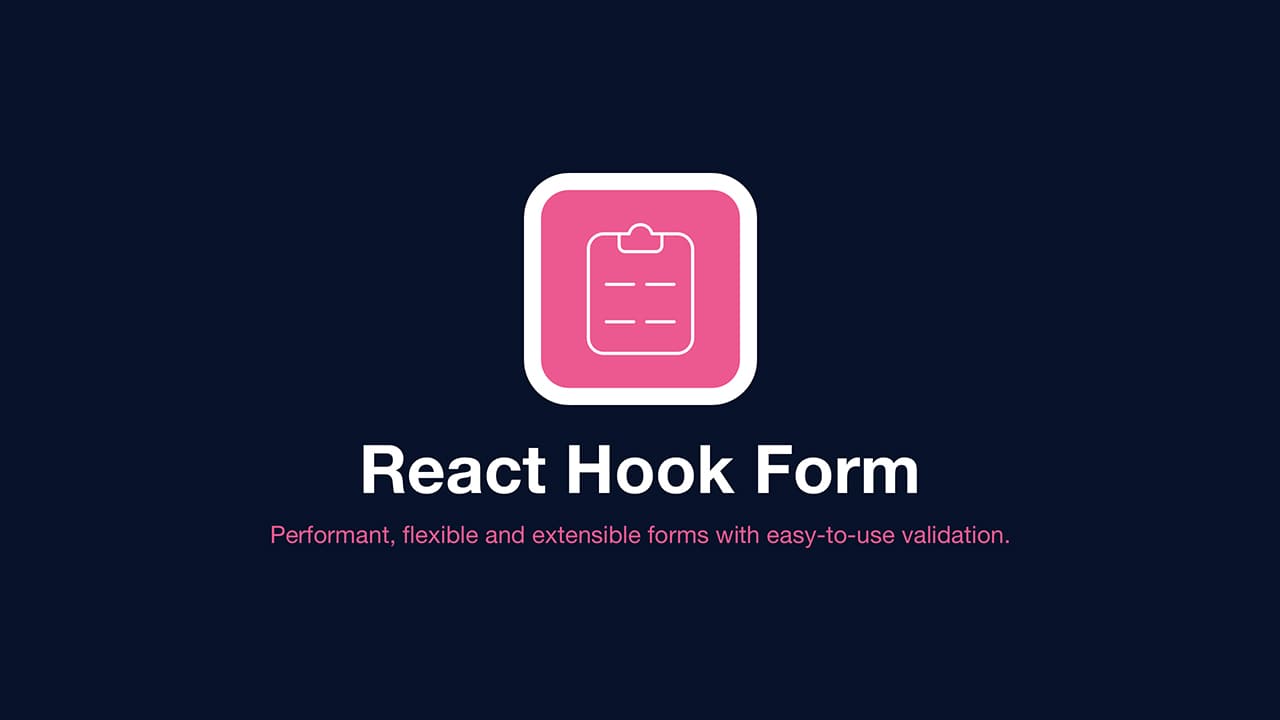 React Hook Form
Performant, flexible and extensible forms with easy-to-use validation.